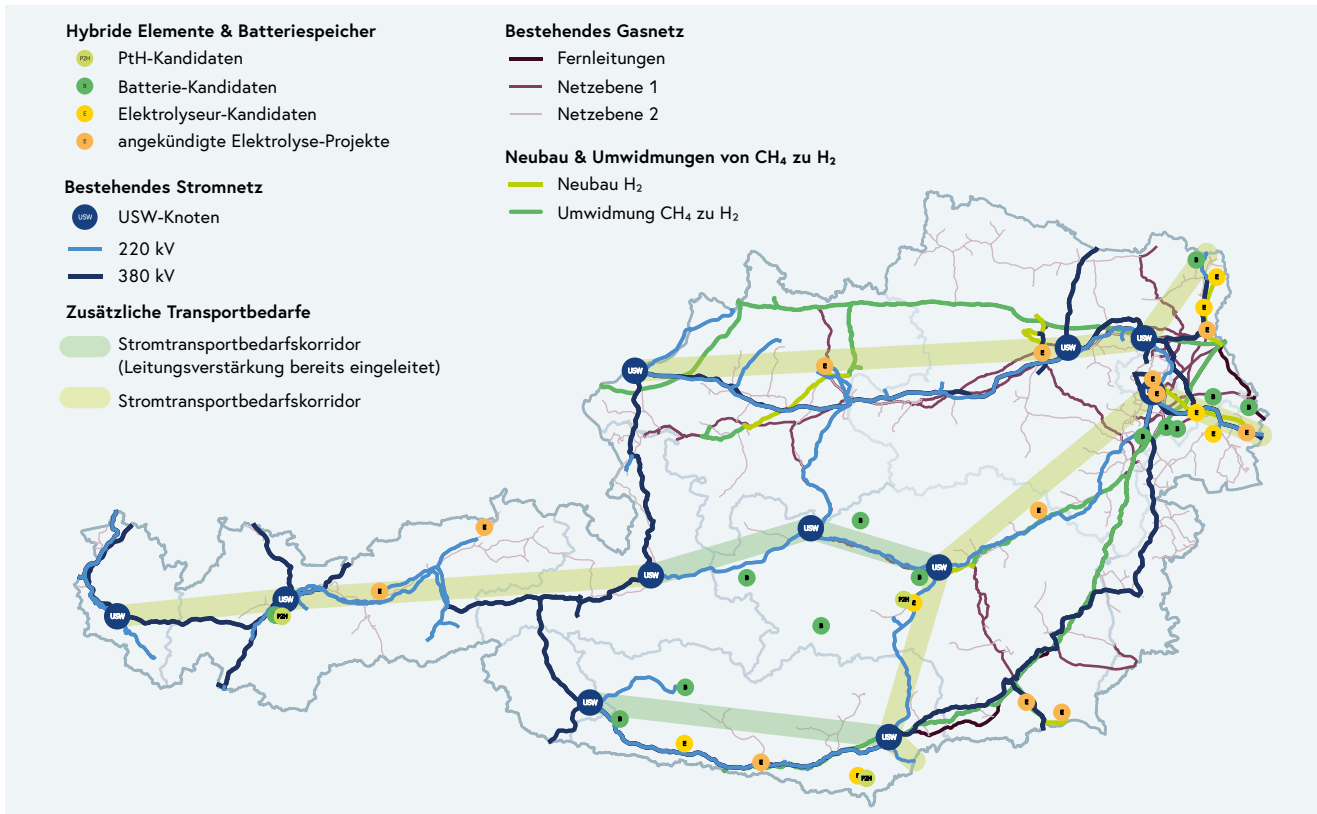 Hybride Elemente & Batteriespeicher
P2H PtH-Kandidaten
B Batterie-Kandidaten
E Elektrolyseur-Kandidaten
E angekündigte Elektrolyse-Projekte
Bestehendes Stromnetz
USW USW-Knoten
220 kV
380 kV
Zusätzliche Transportbedarfe
Stromtransportbedarfskorridor
(Leitungsverstärkung bereits eingeleitet)
Stromtransportbedarfskorridor
Bestehendes Gasnetz
Fernleitungen
Netzebene 1
Netzebene 2
Neubau & Umwidmungen von CH₄ zu H₂
Neubau H₂
Umwidmung CH₄ zu H₂
B
E
E
E
USW
USW
E
E
USW
E
E
B
B
E
B
B
B
E
E
E
USW
B
E
E
USW
USW
B
B
P2H
E
USW
E
USW
P2H
B
B
USW
B
E
E
USW
E
E
P2H